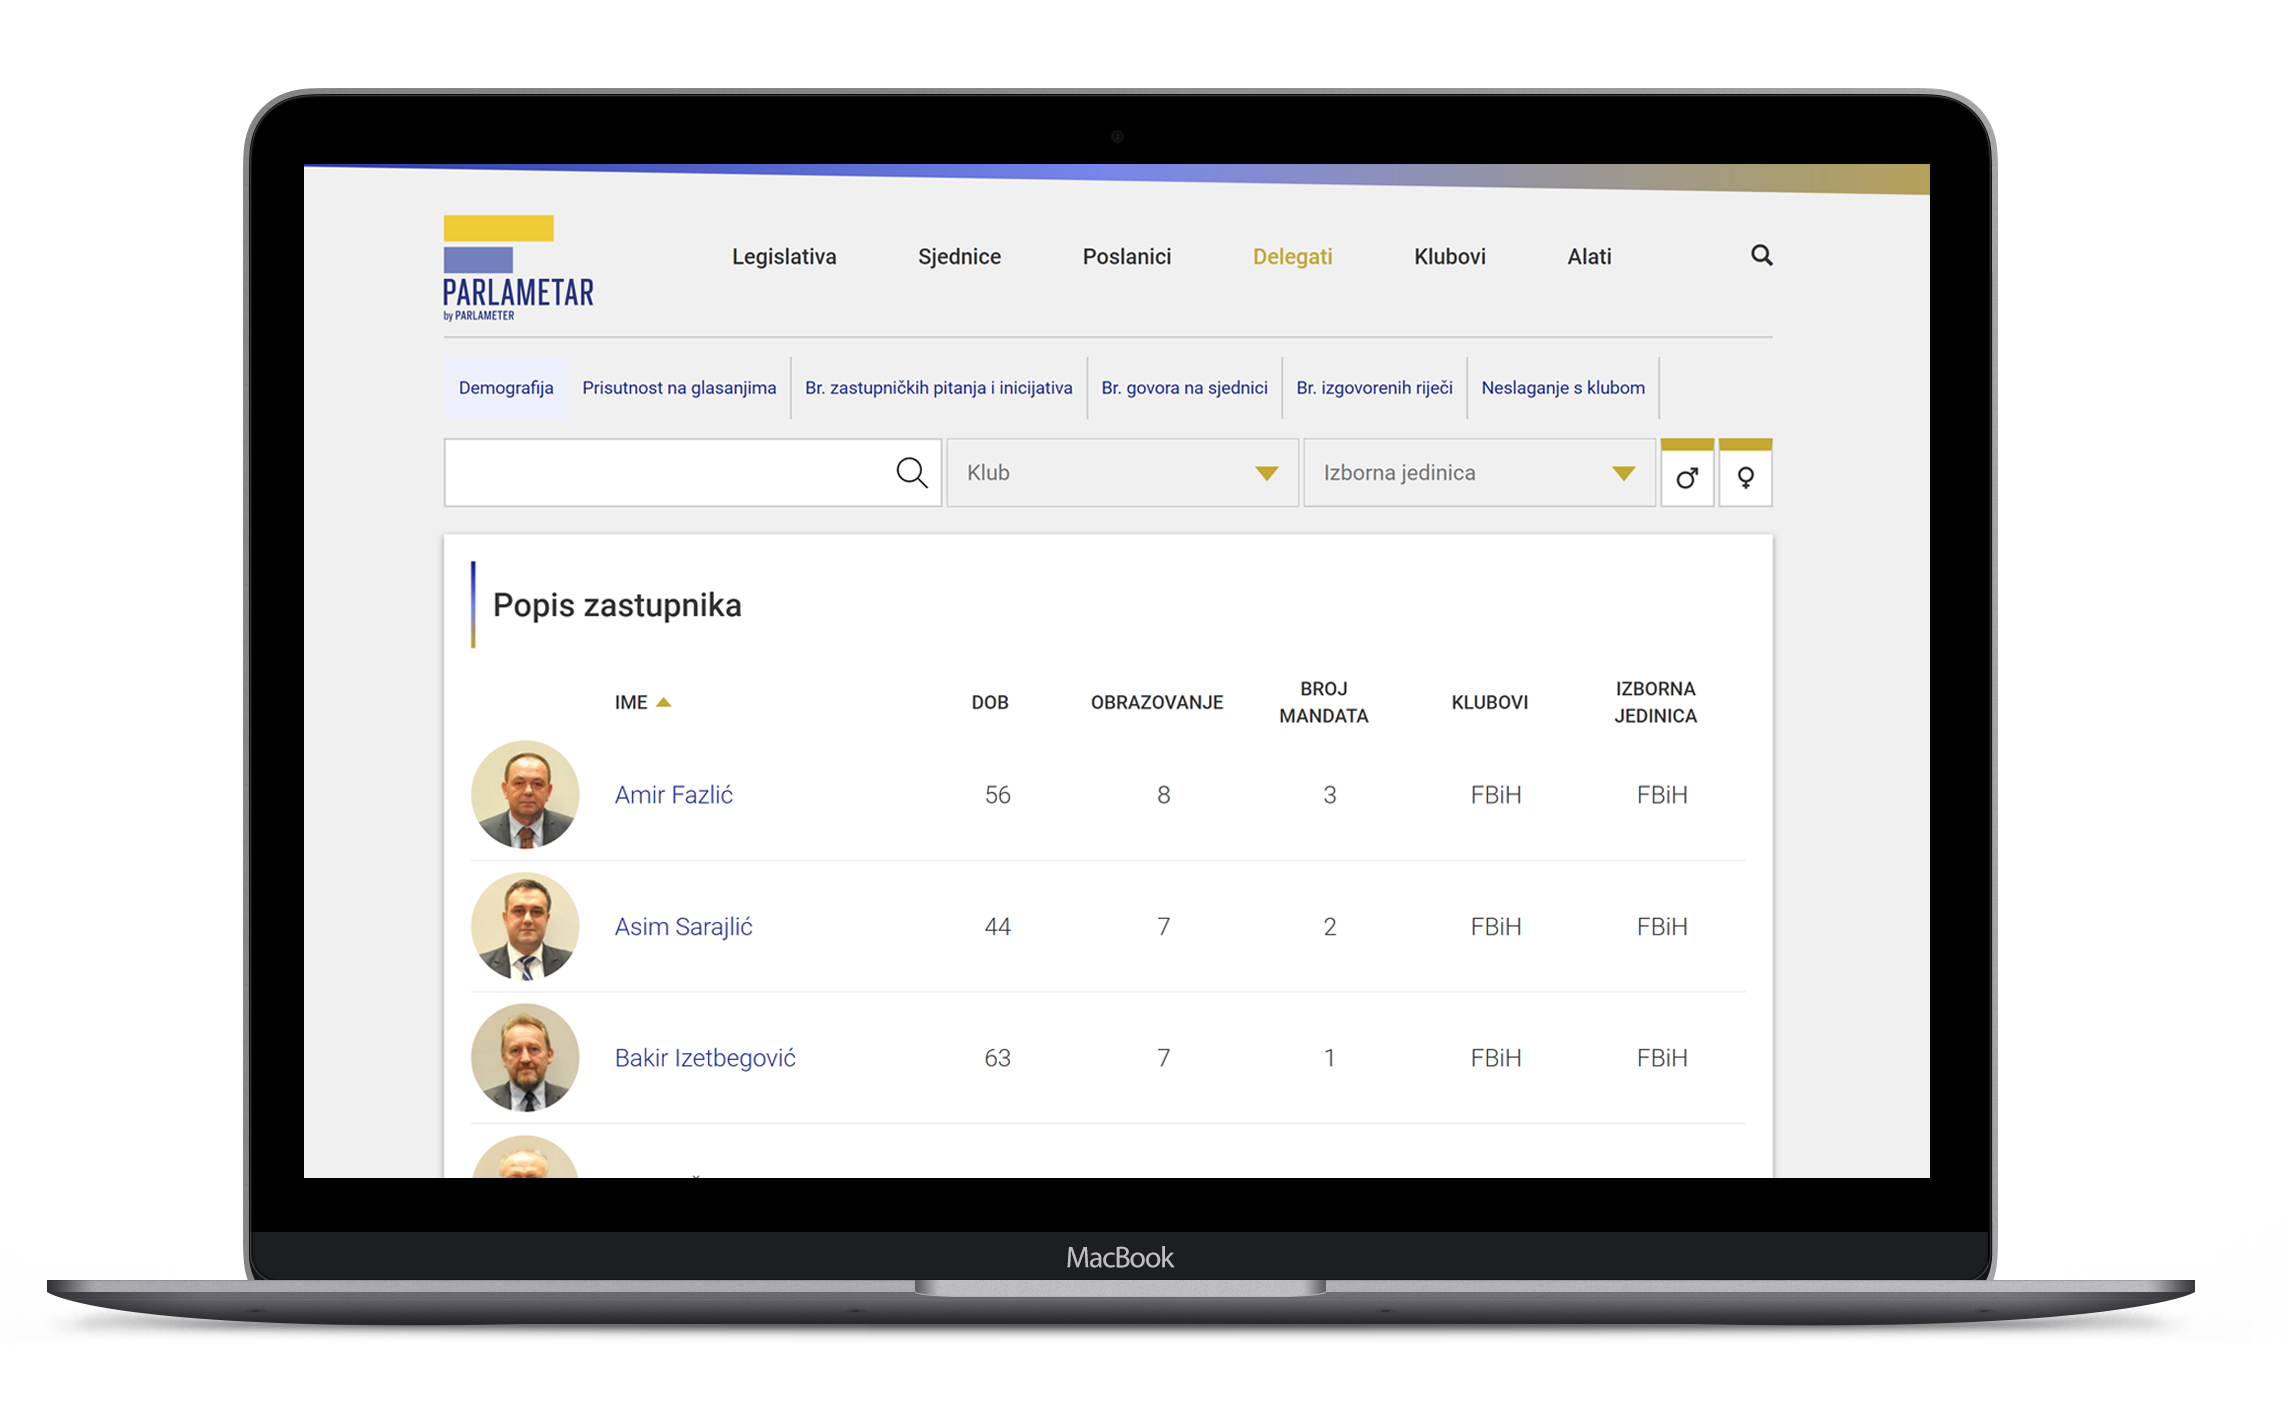 PARLAMETAR
by PARLAMETER
Legislativa Sjednice Poslanici Delegati Klubovi Alati
Demografija Prisutnost na glasanjima Br. zastupničkih pitanja i inicijativa Br. govora na sjednici Br. izgovorenih riječi Neslaganje s klubom
Klub Izborna jedinica
Popis zastupnika
IME DOB OBRAZOVANJE BROJ MANDATA KLUBOVI IZBORNA JEDINICA
Amir Fazlić 56 8 3 FBiH FBiH
Asim Sarajlić 44 7 2 FBiH FBiH
Bakir Izetbegović 63 7 1 FBiH FBiH
MacBook